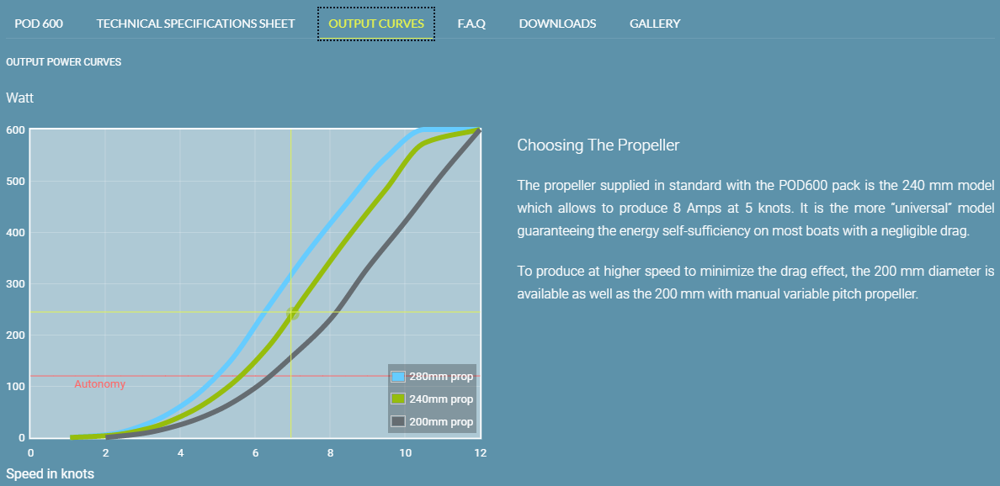 POD 600 TECHNICAL SPECIFICATIONS SHEET OUTPUT CURVES F.A.Q DOWNLOADS GALLERY
OUTPUT POWER CURVES
Watt
600
500
400
300
200
100
0
Autonomy
280mm prop
240mm prop
200mm prop
0 2 4 6 8 10 12
Speed in knots
Choosing The Propeller
The propeller supplied in standard with the POD600 pack is the 240 mm model
which allows to produce 8 Amps at 5 knots. It is the more “universal” model
guaranteeing the energy self-sufficiency on most boats with a negligible drag.
To produce at higher speed to minimize the drag effect, the 200 mm diameter is
available as well as the 200 mm with manual variable pitch propeller.